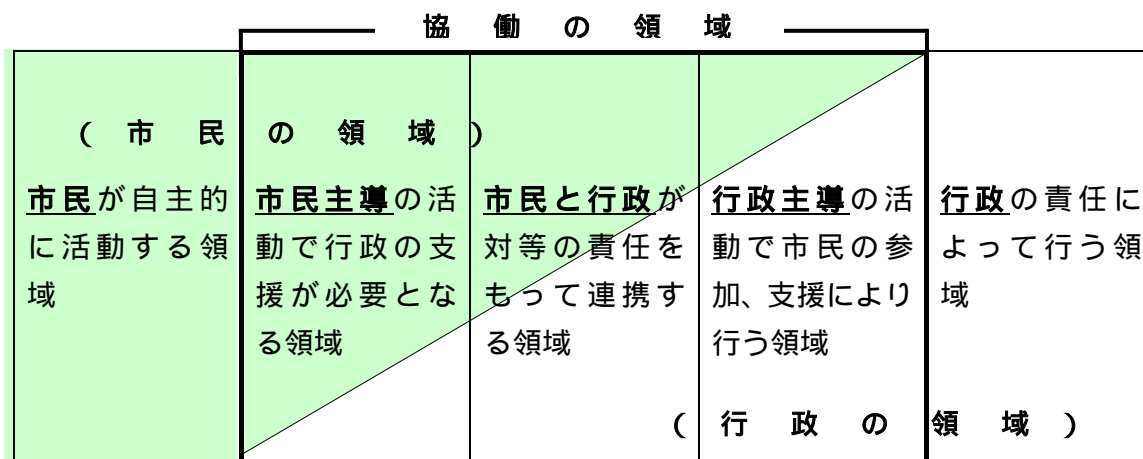 協働の領域
(市民の領域)
市民が自主的
に活動する領
域
市民主導の活
動で行政の支
援が必要とな
る領域
市民と行政が
対等の責任を
もって連携す
る領域
行政主導の活
動で市民の参
加、支援により
行う領域
行政の責任に
よって行う領
域
(行政の領域)